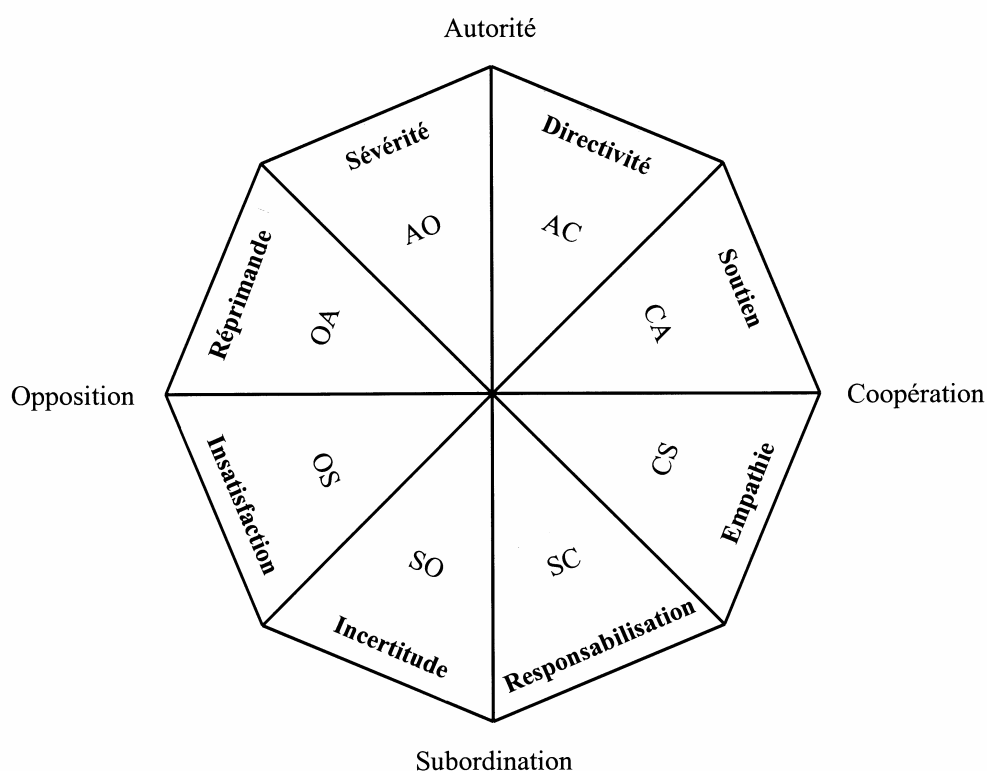 Autorité
Sévérité
Directivité
AO
AC
Réprimande
Soutien
OA
CA
Opposition
Coopération
OS
CS
Insatisfaction
Empathie
SO
SC
Incertitude
Responsabilisation
Subordination